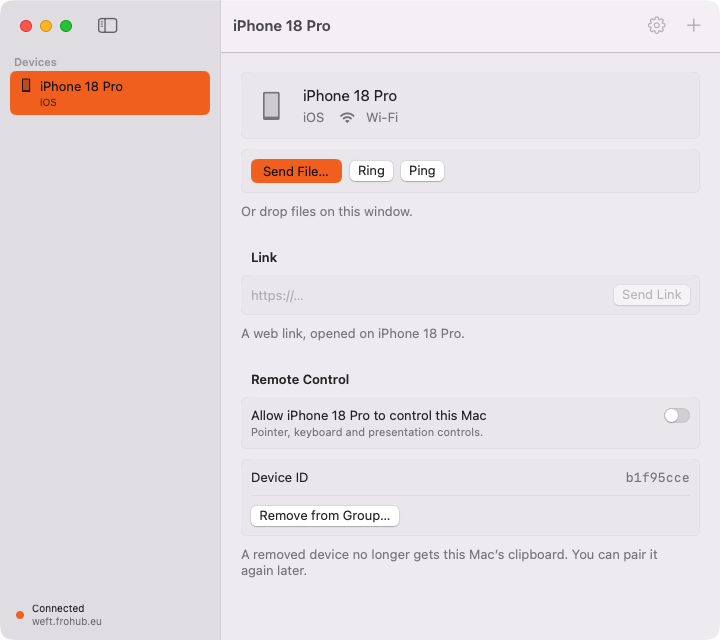 iPhone 18 Pro
Devices
iPhone 18 Pro
iOS
iPhone 18 Pro
iOS Wi-Fi
Send File... Ring Ping
Or drop files on this window.
Link
https://... Send Link
A web link, opened on iPhone 18 Pro.
Remote Control
Allow iPhone 18 Pro to control this Mac
Pointer, keyboard and presentation controls.
Device ID b1f95cce
Remove from Group...
A removed device no longer gets this Mac’s clipboard. You can pair it
again later.
Connected
weft.frohub.eu